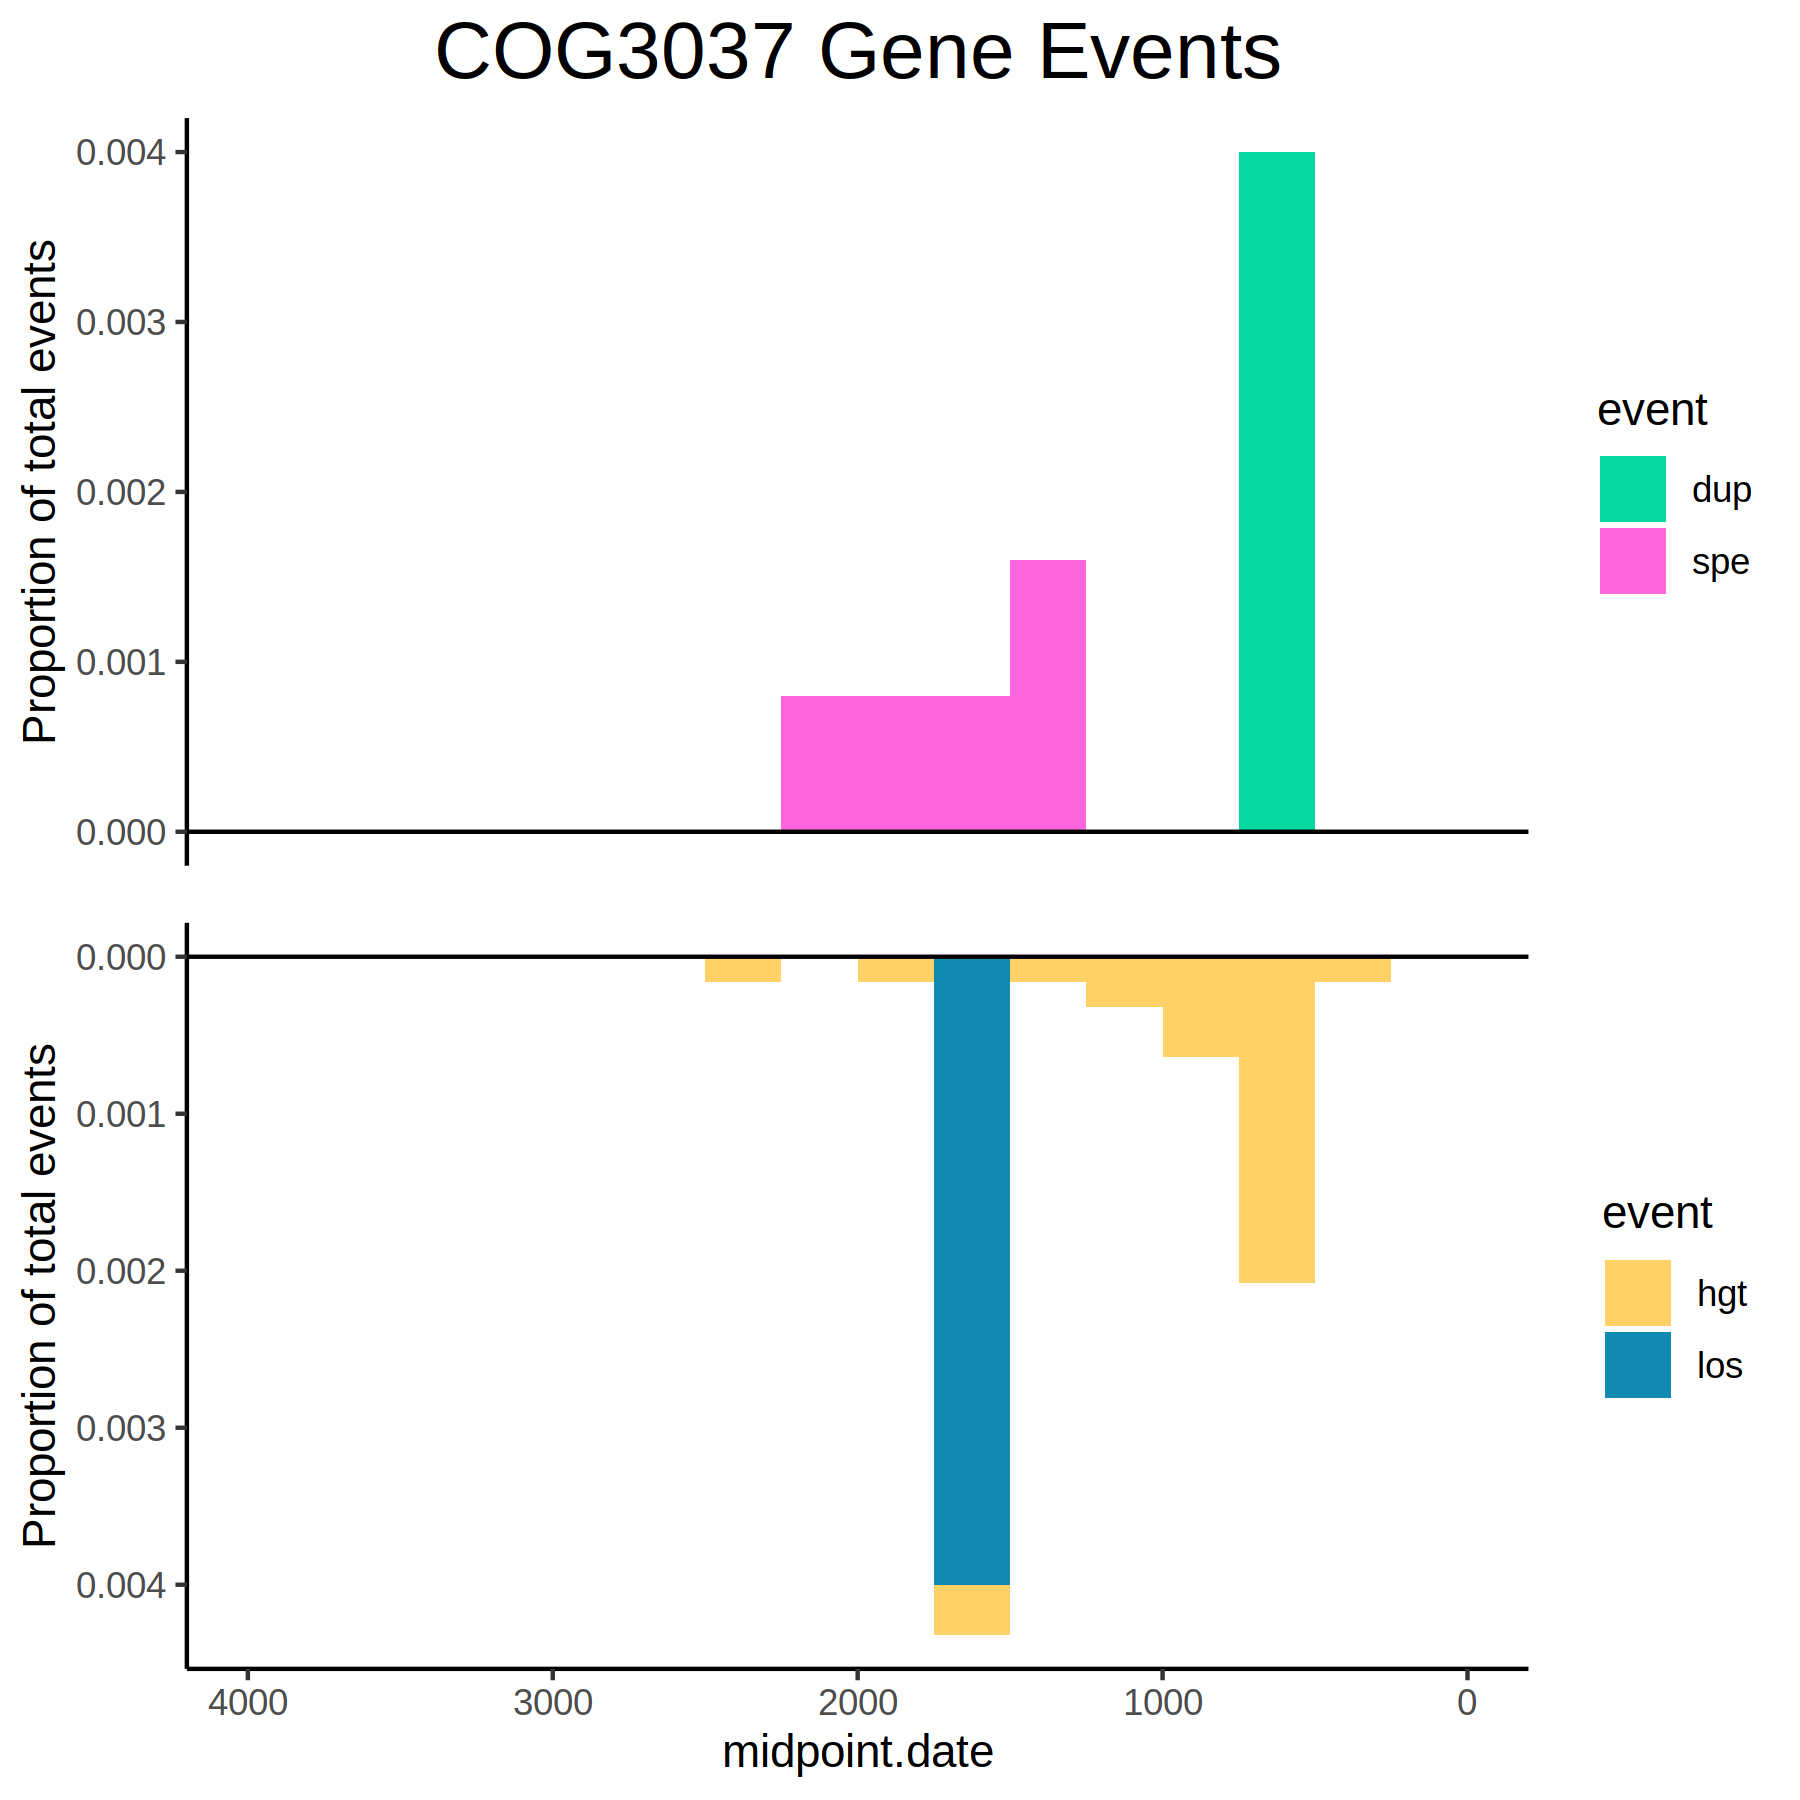 COG3037 Gene Events
Proportion of total events
0.004
0.003
0.002
0.001
0.000
event
dup
spe
Proportion of total events
0.000
0.001
0.002
0.003
0.004
event
hgt
los
4000 3000 2000 1000 0
midpoint.date